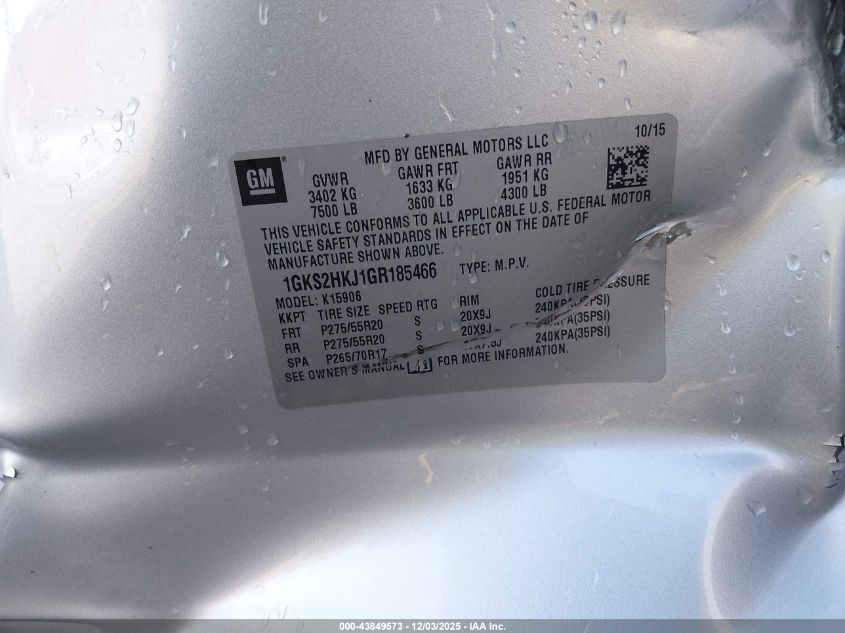 10/15
MFD BY GENERAL MOTORS LLC
GM ®
GVWR GAWR FRT GAWR RR
3402 KG 1633 KG 1951 KG
7500 LB 3600 LB 4300 LB
THIS VEHICLE CONFORMS TO ALL APPLICABLE U.S. FEDERAL MOTOR
VEHICLE SAFETY STANDARDS IN EFFECT ON THE DATE OF
MANUFACTURE SHOWN ABOVE.
1GKS2HKJ1GR185466 TYPE: M.P.V.
MODEL: K15906
KKPT TIRE SIZE SPEED RTG RIM COLD TIRE PRESSURE
FRT P275/55R20 S 20X9J 240KPA(35PSI)
RR P275/55R20 S 20X9J 240KPA(35PSI)
SPA P265/70R17 S 240KPA(35PSI)
SEE OWNER'S MANUAL FOR MORE INFORMATION.
000-43849573 - 12/03/2025 - IAA Inc.